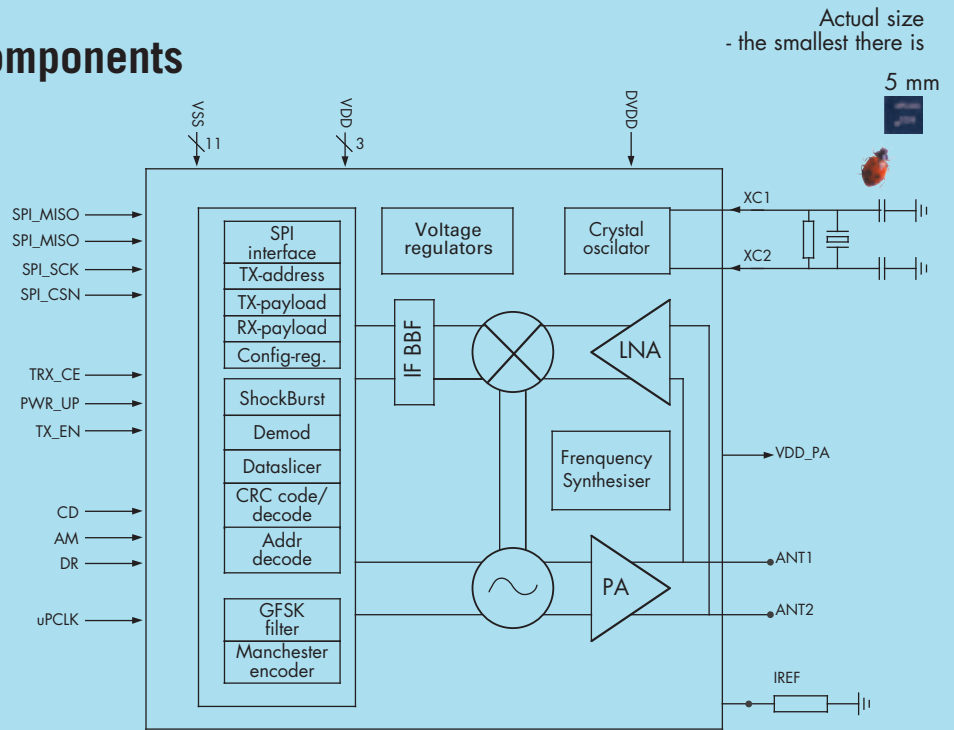 Actual size
- the smallest there is
omponents
5 mm
VSS
11
VDD
3
DVDD
SPI_MISO
SPI_MISO
SPI_SCK
SPI_CSN
TRX_CE
PWR_UP
TX_EN
CD
AM
DR
uPCLK
SPI
interface
TX-address
TX-payload
RX-payload
Config-reg.
ShockBurst
Demod
Dataslicer
CRC code/
decode
Addr
decode
GFSK
filter
Manchester
encoder
Voltage
regulators
Crystal
oscilator
XC1
XC2
IF BBF
LNA
Frenquency
Synthesiser
PA
VDD_PA
ANT1
ANT2
IREF